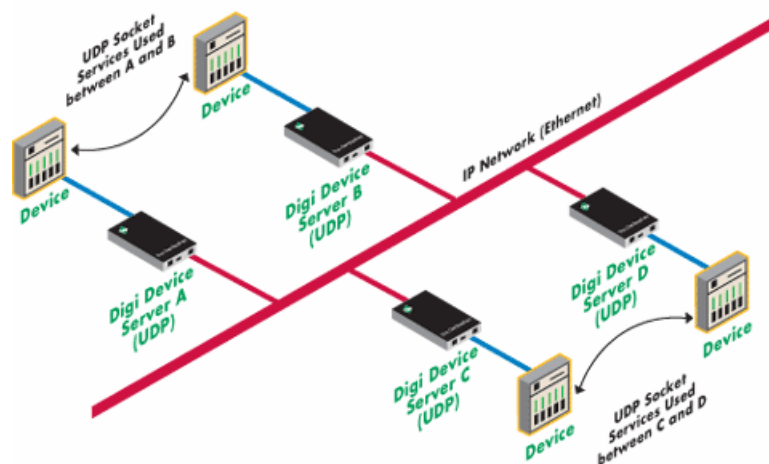 UDP Socket
Services Used
between A and B
Device
Device
IP Network (Ethernet)
Digi Device
Server B
(UDP)
Digi Device
Server A
(UDP)
Digi Device
Server D
(UDP)
Digi Device
Server C
(UDP)
Device
Device
UDP Socket
Services Used
between C and D